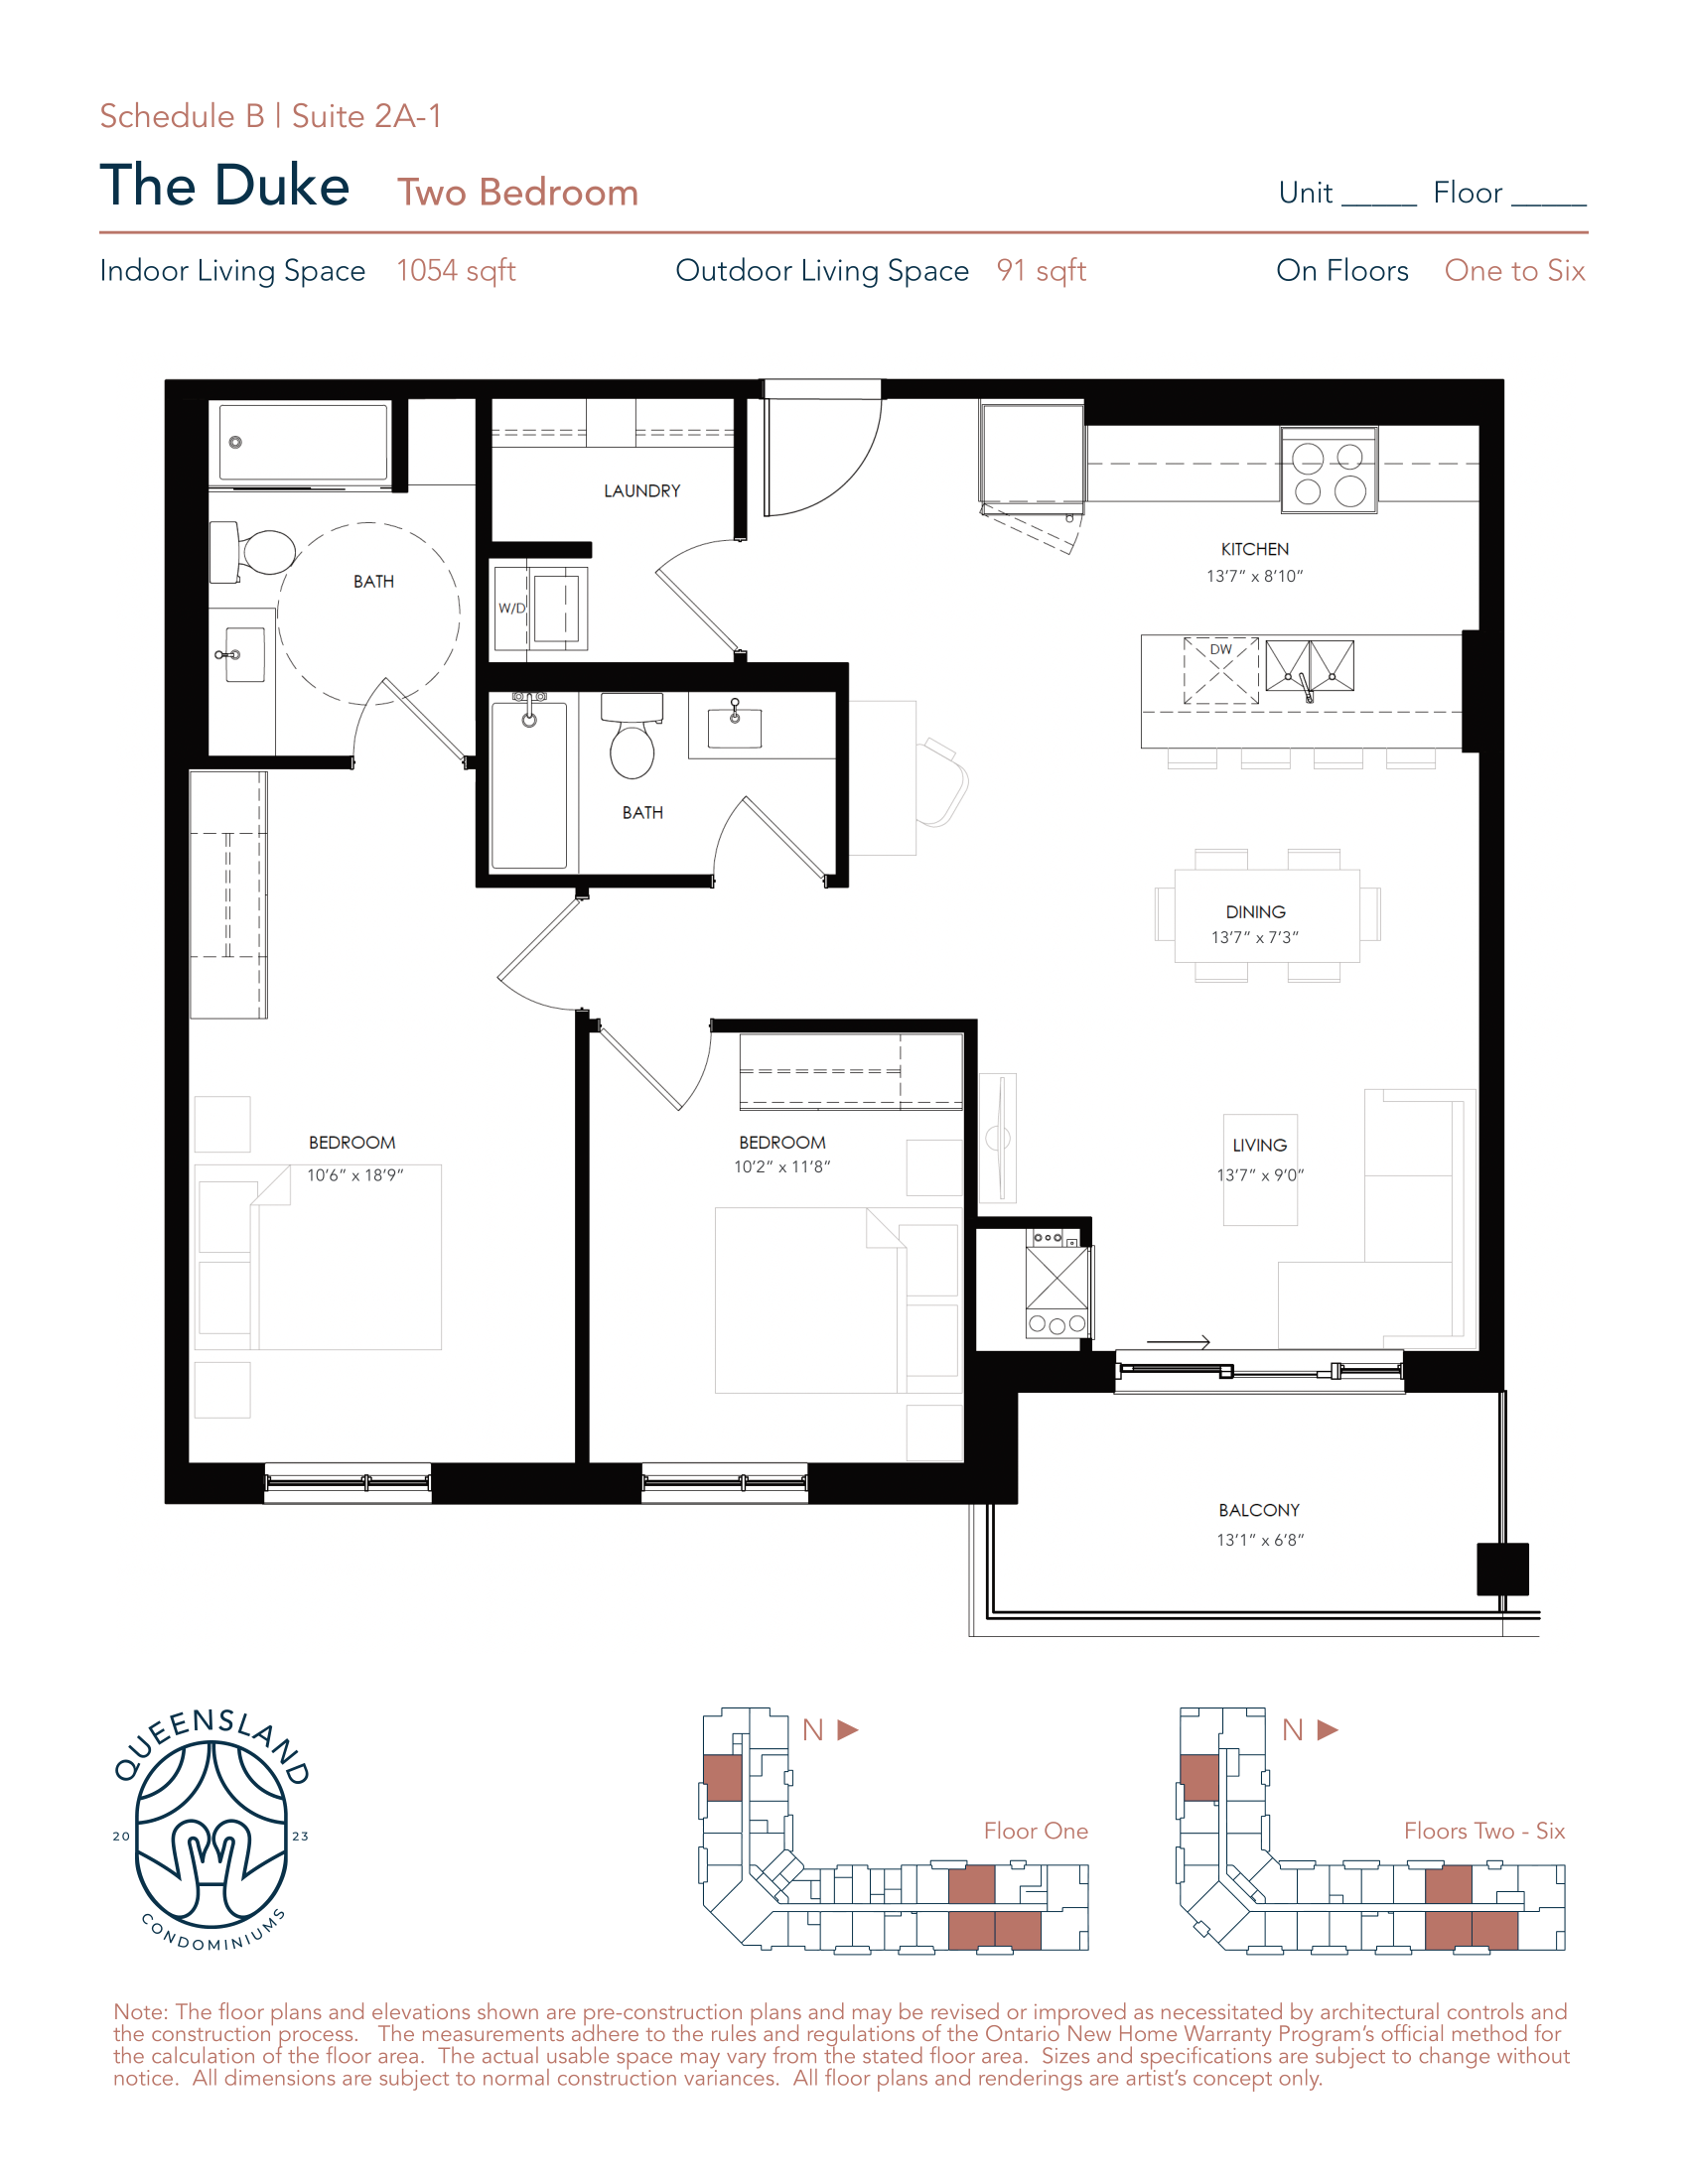 Schedule B | Suite 2A-1
The Duke Two Bedroom
Unit _____ Floor _____
Indoor Living Space 1054 sqft
Outdoor Living Space 91 sqft
On Floors One to Six
LAUNDRY
BATH
W/D
KITCHEN
13'7" x 8'10"
DW
BATH
DINING
13'7" x 7'3"
BEDROOM
10'6" x 18'9"
BEDROOM
10'2" x 11'8"
LIVING
13'7" x 9'0"
BALCONY
13'1" x 6'8"
QUEENSLAND
20 23
CONDOMINIUMS
N
Floor One
N
Floors Two - Six
Note: The floor plans and elevations shown are pre-construction plans and may be revised or improved as necessitated by architectural controls and
the construction process. The measurements adhere to the rules and regulations of the Ontario New Home Warranty Program's official method for
the calculation of the floor area. The actual usable space may vary from the stated floor area. Sizes and specifications are subject to change without
notice. All dimensions are subject to normal construction variances. All floor plans and renderings are artist's concept only.